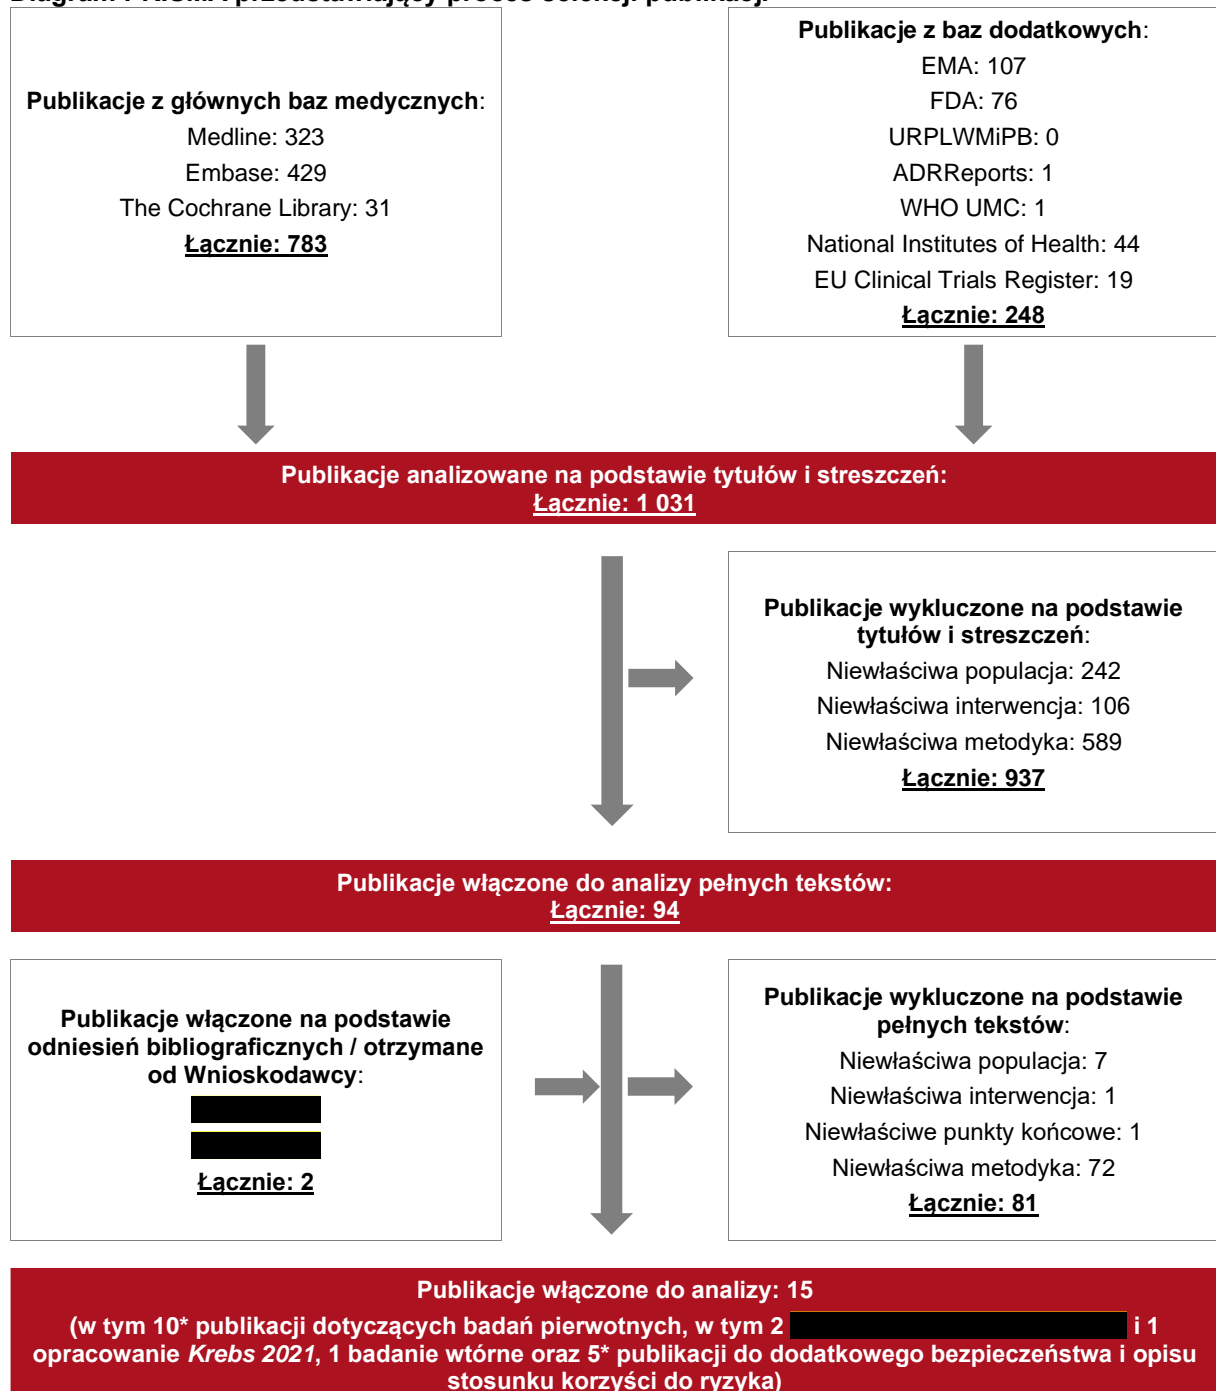 Diagram PRISMA przedstawiający proces selekcji publikacji
Publikacje z głównych baz medycznych:
Medline: 323
Embase: 429
The Cochrane Library: 31
Łącznie: 783
Publikacje z baz dodatkowych:
EMA: 107
FDA: 76
URPLWMiPB: 0
ADRReports: 1
WHO UMC: 1
National Institutes of Health: 44
EU Clinical Trials Register: 19
Łącznie: 248
Publikacje analizowane na podstawie tytułów i streszczeń:
Łącznie: 1 031
Publikacje wykluczone na podstawie
tytułów i streszczeń:
Niewłaściwa populacja: 242
Niewłaściwa interwencja: 106
Niewłaściwa metodyka: 589
Łącznie: 937
Publikacje włączone do analizy pełnych tekstów:
Łącznie: 94
Publikacje włączone na podstawie
odniesień bibliograficznych / otrzymane
od Wnioskodawcy:
Łącznie: 2
Publikacje wykluczone na podstawie
pełnych tekstów:
Niewłaściwa populacja: 7
Niewłaściwa interwencja: 1
Niewłaściwe punkty końcowe: 1
Niewłaściwa metodyka: 72
Łącznie: 81
Publikacje włączone do analizy: 15
(w tym 10* publikacji dotyczących badań pierwotnych, w tym 2 i 1
opracowanie Krebs 2021, 1 badanie wtórne oraz 5* publikacji do dodatkowego bezpieczeństwa i opisu
stosunku korzyści do ryzyka)